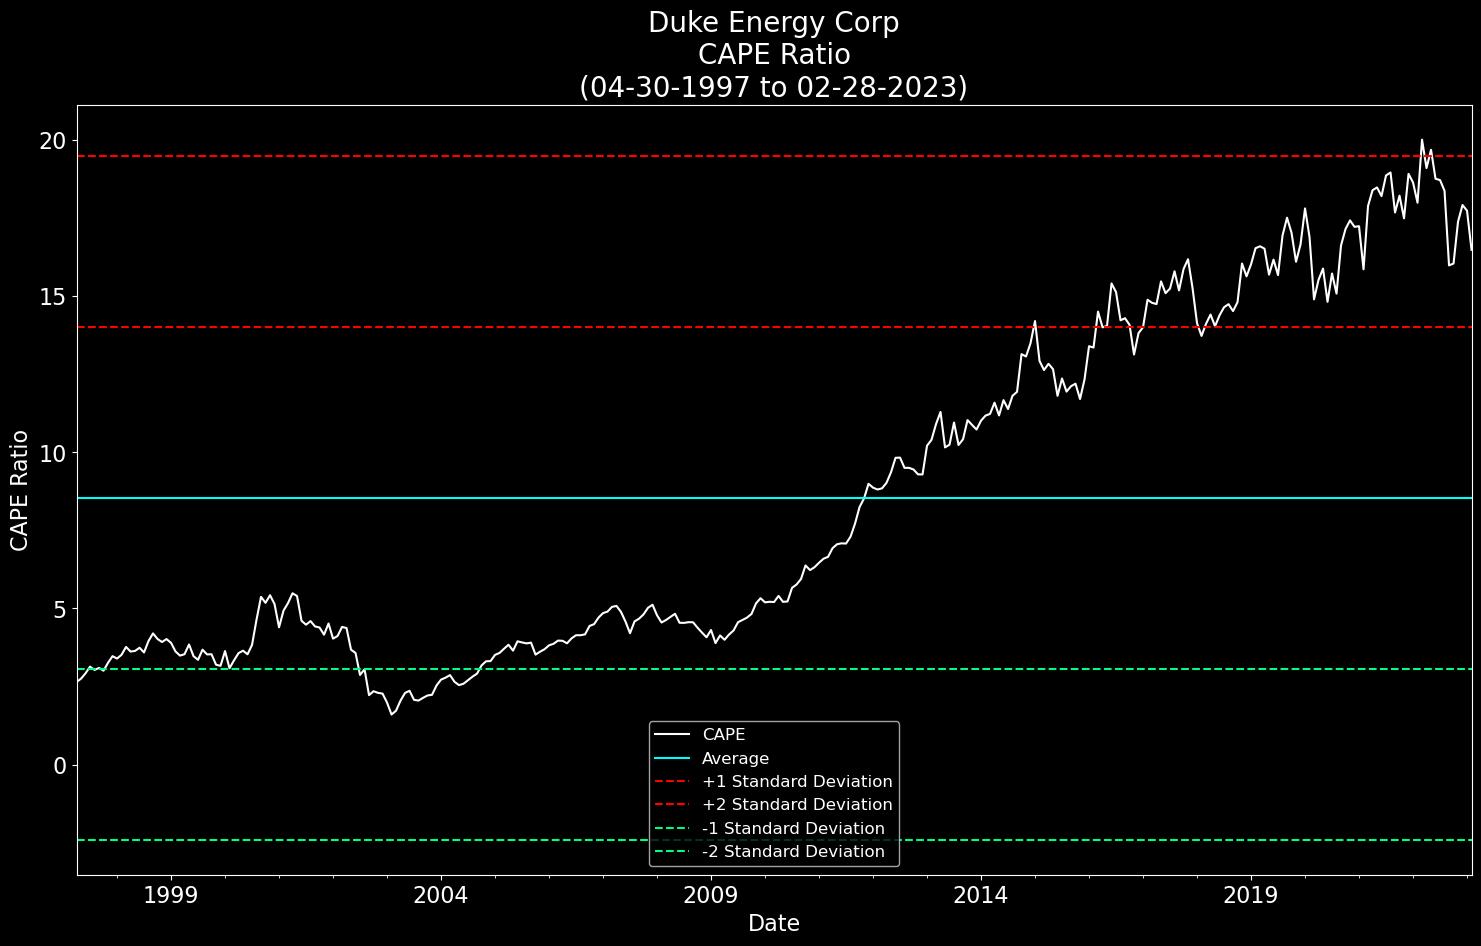 Duke Energy Corp
CAPE Ratio
(04-30-1997 to 02-28-2023)
20
15
10
5
0
CAPE Ratio
CAPE
Average
+1 Standard Deviation
+2 Standard Deviation
-1 Standard Deviation
-2 Standard Deviation
1999 2004 2009 2014 2019
Date